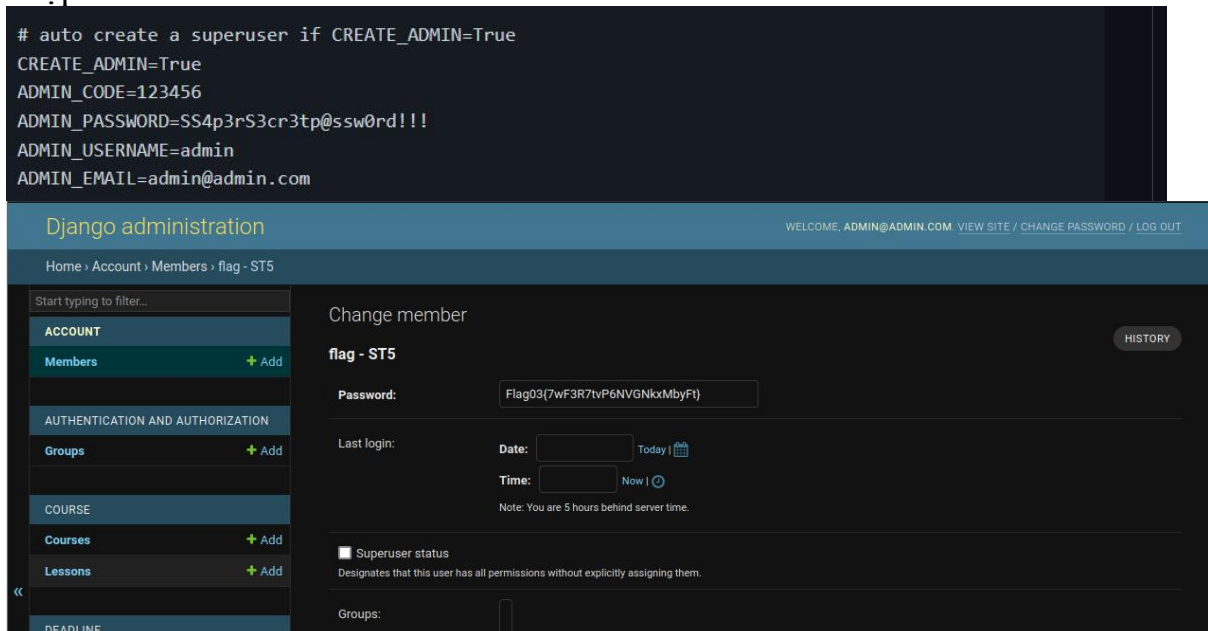 # auto create a superuser if CREATE_ADMIN=True
CREATE_ADMIN=True
ADMIN_CODE=123456
ADMIN_PASSWORD=SS4p3rS3cr3tp@ssw0rd!!!
ADMIN_USERNAME=admin
ADMIN_EMAIL=admin@admin.com
Django administration
WELCOME, ADMIN@ADMIN.COM. VIEW SITE / CHANGE PASSWORD / LOG OUT
Home › Account › Members › flag - ST5
Start typing to filter...
ACCOUNT
Members + Add
AUTHENTICATION AND AUTHORIZATION
Groups + Add
COURSE
Courses + Add
Lessons + Add
«
DEADLINE
Change member
HISTORY
flag - ST5
Password: Flag03{7wF3R7tvP6NVGNkxMbyFt}
Last login: Date: Today |
Time: Now |
Note: You are 5 hours behind server time.
Superuser status
Designates that this user has all permissions without explicitly assigning them.
Groups: